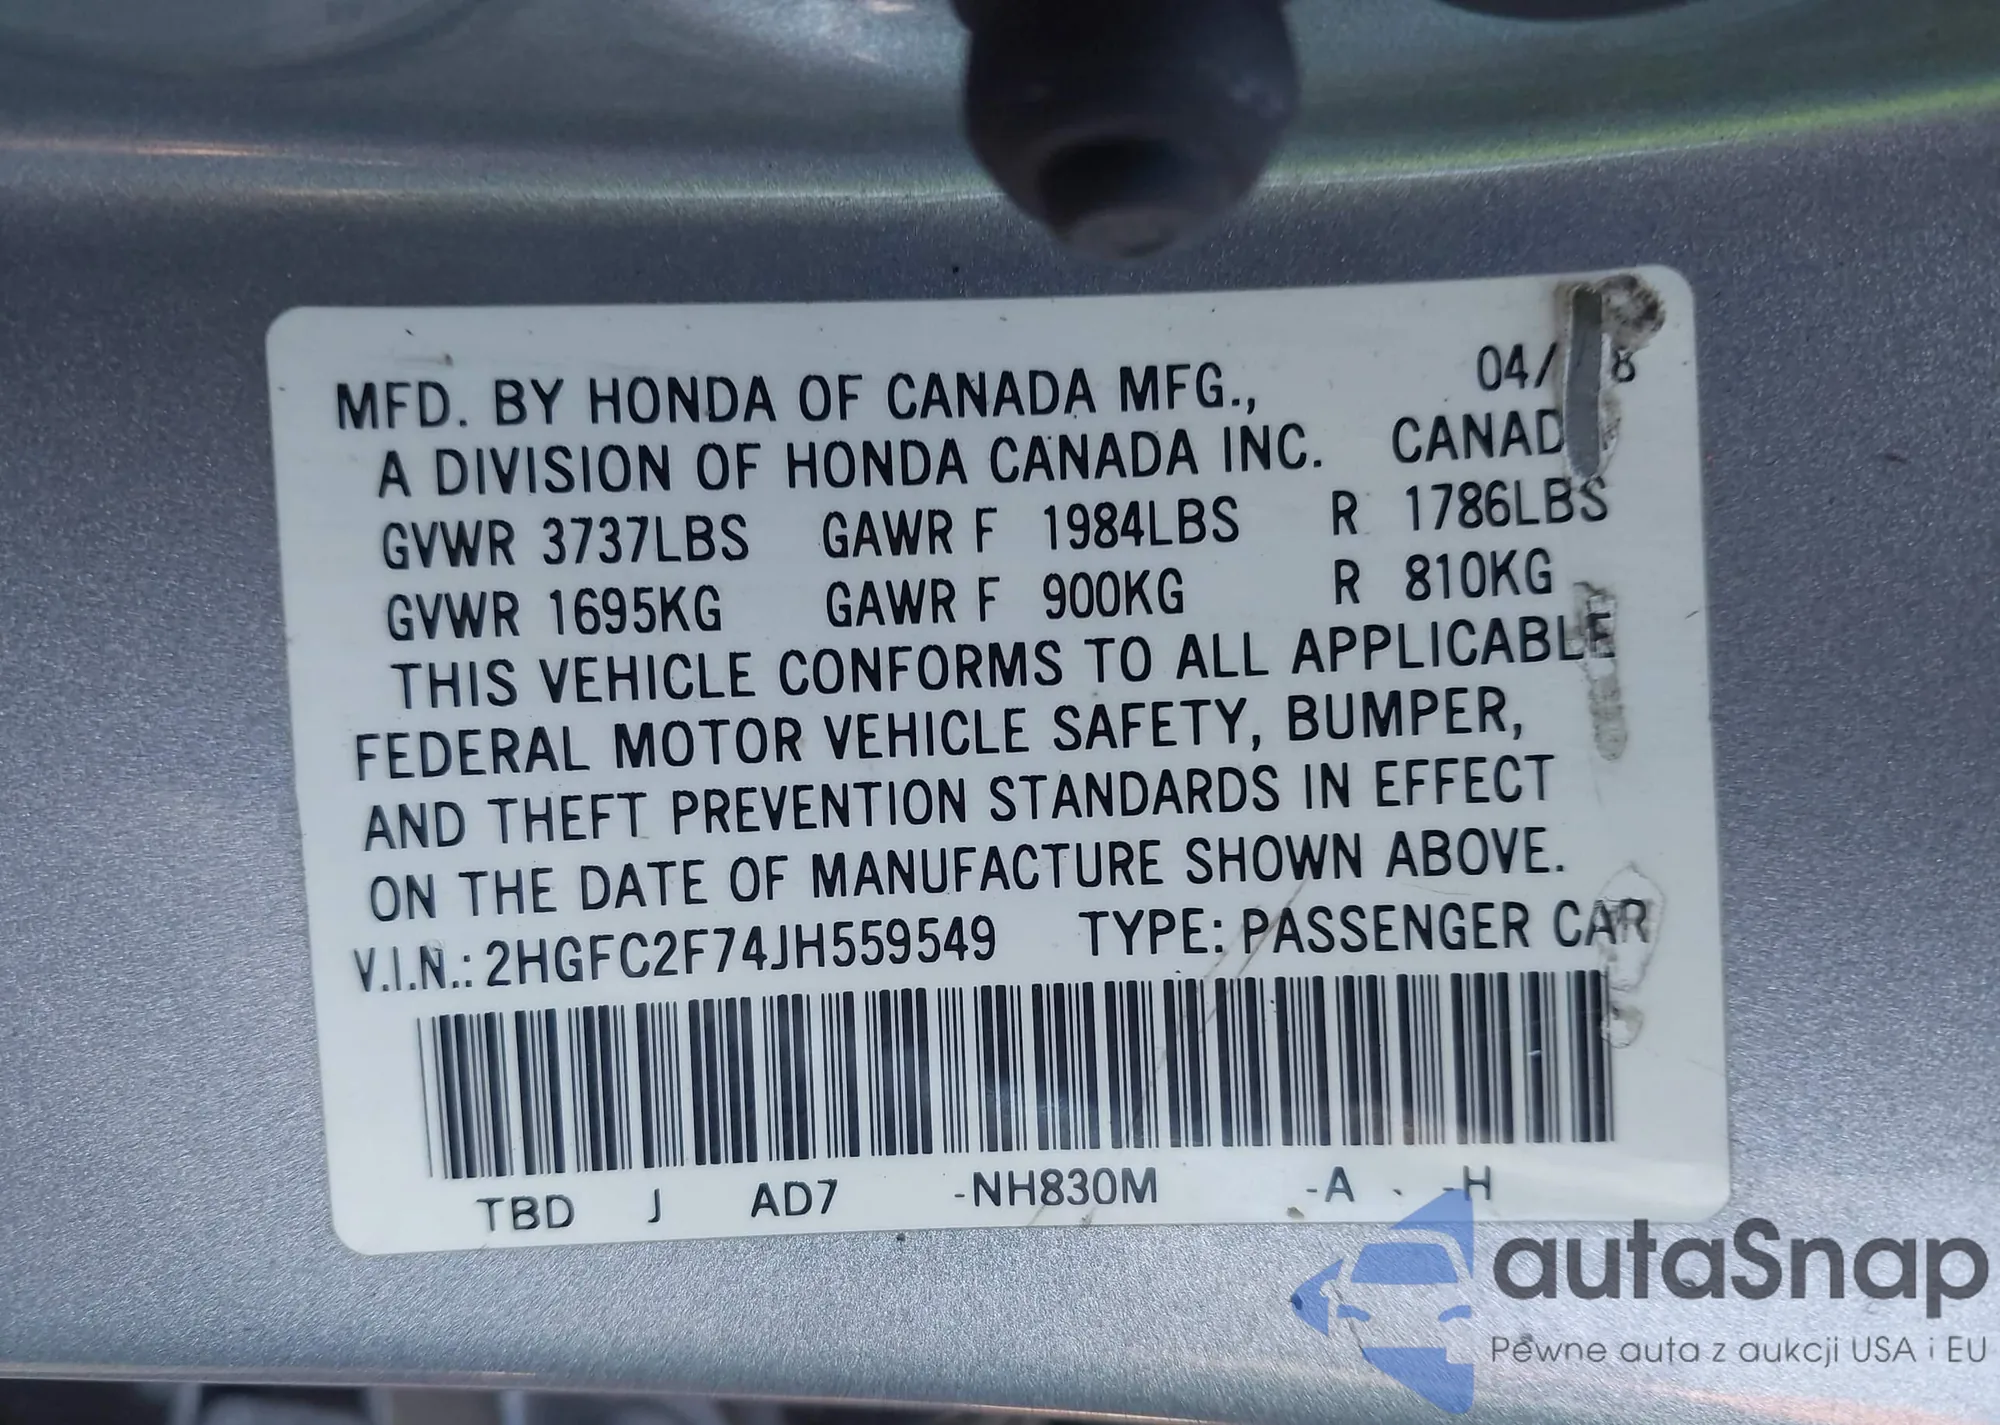 MFD. BY HONDA OF CANADA MFG., 04/ 8
A DIVISION OF HONDA CANADA INC. CANAD
GVWR 3737LBS GAWR F 1984LBS R 1786LBS
GVWR 1695KG GAWR F 900KG R 810KG
THIS VEHICLE CONFORMS TO ALL APPLICABLE
FEDERAL MOTOR VEHICLE SAFETY, BUMPER,
AND THEFT PREVENTION STANDARDS IN EFFECT
ON THE DATE OF MANUFACTURE SHOWN ABOVE.
V.I.N.: 2HGFC2F74JH559549 TYPE: PASSENGER CAR
TBD J AD7 -NH830M -A -H
autaSnap
Pewne auta z aukcji USA i EU